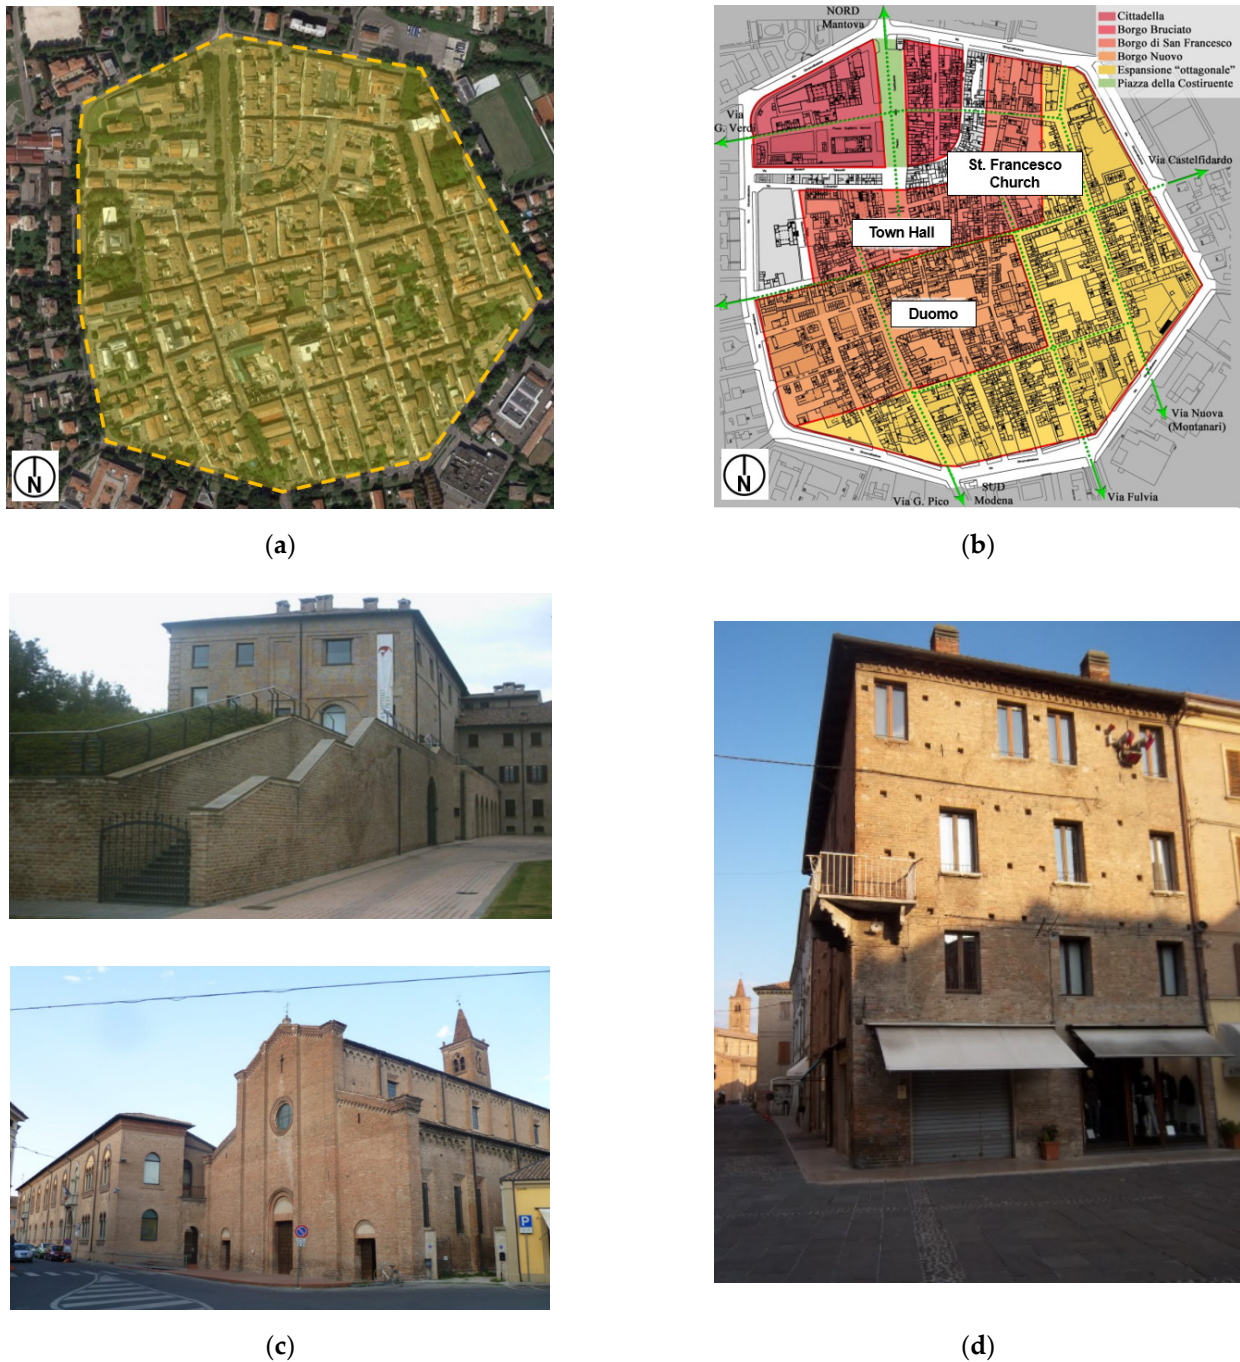 N
(a)
NORD
Mantova
Cittadella
Borgo Bruciato
Borgo di San Francesco
Borgo Nuovo
Espansione "ottagonale"
Piazza della Costiruente
Via
G. Verdi
St. Francesco
Church
Via Castelfidardo
Town Hall
Duomo
Via Nuova
(Montanari)
N
Via G. Pico
SUD
Modena
Via Fulvia
(b)
P
(c)
(d)